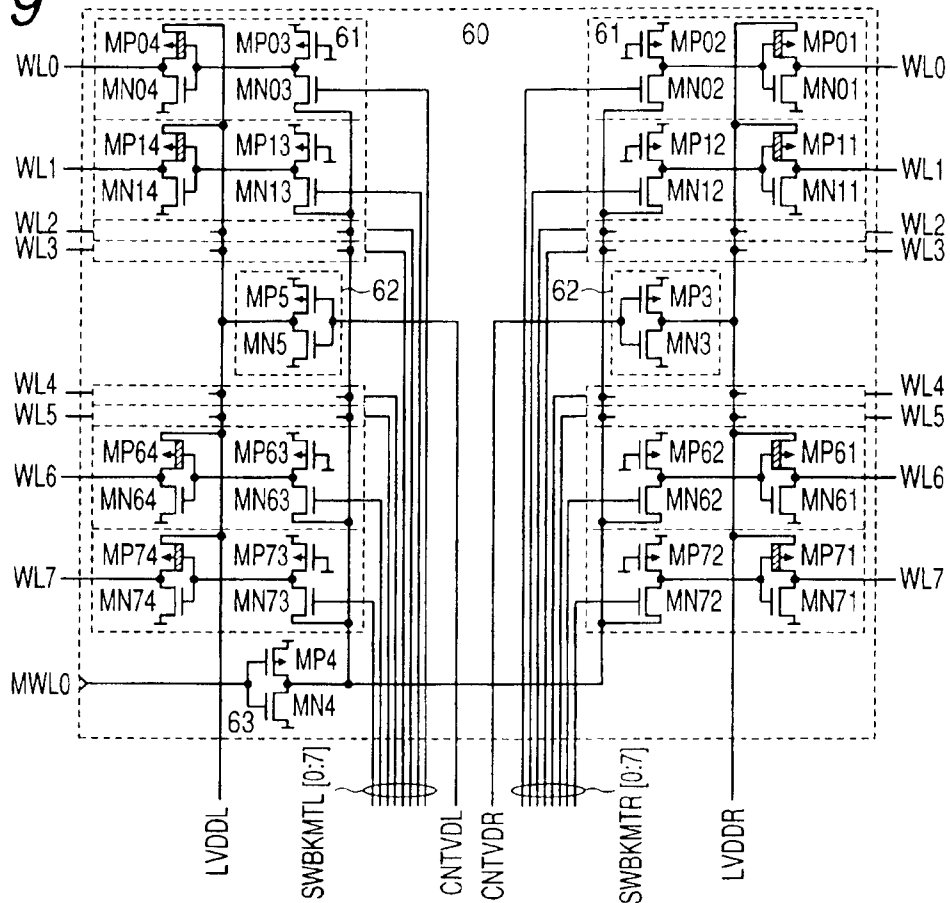 9
MP04 MP03 61 60 61 MP02 MP01
WL0 WL0
MN04 MN03 MN02 MN01
MP14 MP13 MP12 MP11
WL1 WL1
MN14 MN13 MN12 MN11
WL2 WL2
WL3 WL3
MP5 62 62 MP3
MN5 MN3
WL4 WL4
WL5 WL5
MP64 MP63 MP62 MP61
WL6 WL6
MN64 MN63 MN62 MN61
MP74 MP73 MP72 MP71
WL7 WL7
MN74 MN73 MN72 MN71
MP4
MWL0
MN4
63
LVDDL
SWBKMTL [0:7]
CNTVDL
CNTVDR
SWBKMTR [0:7]
LVDDR